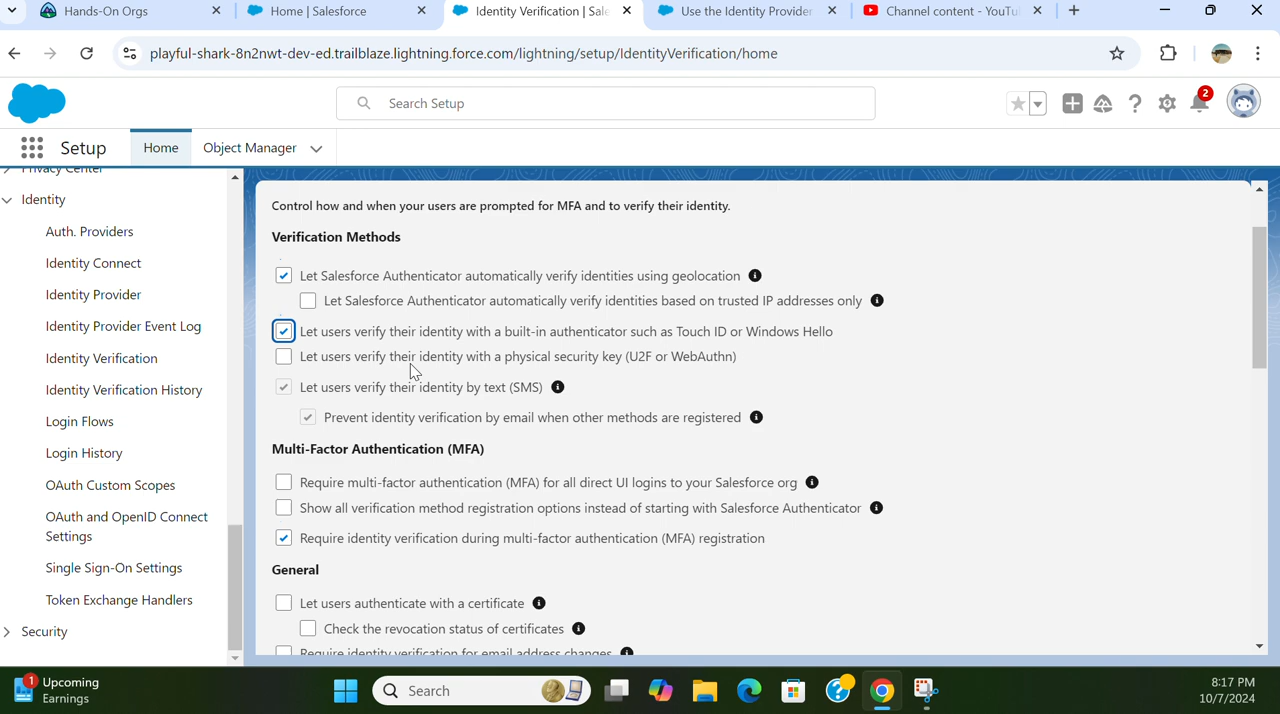 Hands-On Orgs
Home | Salesforce
Identity Verification | Sale
Use the Identity Provider
Channel content - YouTu
playful-shark-8n2nwt-dev-ed.trailblaze.lightning.force.com/lightning/setup/IdentityVerification/home
Search Setup
2
Setup
Home
Object Manager
Privacy Center
Identity
Auth. Providers
Identity Connect
Identity Provider
Identity Provider Event Log
Identity Verification
Identity Verification History
Login Flows
Login History
OAuth Custom Scopes
OAuth and OpenID Connect
Settings
Single Sign-On Settings
Token Exchange Handlers
Security
Control how and when your users are prompted for MFA and to verify their identity.
Verification Methods
Let Salesforce Authenticator automatically verify identities using geolocation
Let Salesforce Authenticator automatically verify identities based on trusted IP addresses only
Let users verify their identity with a built-in authenticator such as Touch ID or Windows Hello
Let users verify their identity with a physical security key (U2F or WebAuthn)
Let users verify their identity by text (SMS)
Prevent identity verification by email when other methods are registered
Multi-Factor Authentication (MFA)
Require multi-factor authentication (MFA) for all direct UI logins to your Salesforce org
Show all verification method registration options instead of starting with Salesforce Authenticator
Require identity verification during multi-factor authentication (MFA) registration
General
Let users authenticate with a certificate
Check the revocation status of certificates
Require identity verification for email address changes
1
Upcoming
Earnings
Search
8:17 PM
10/7/2024